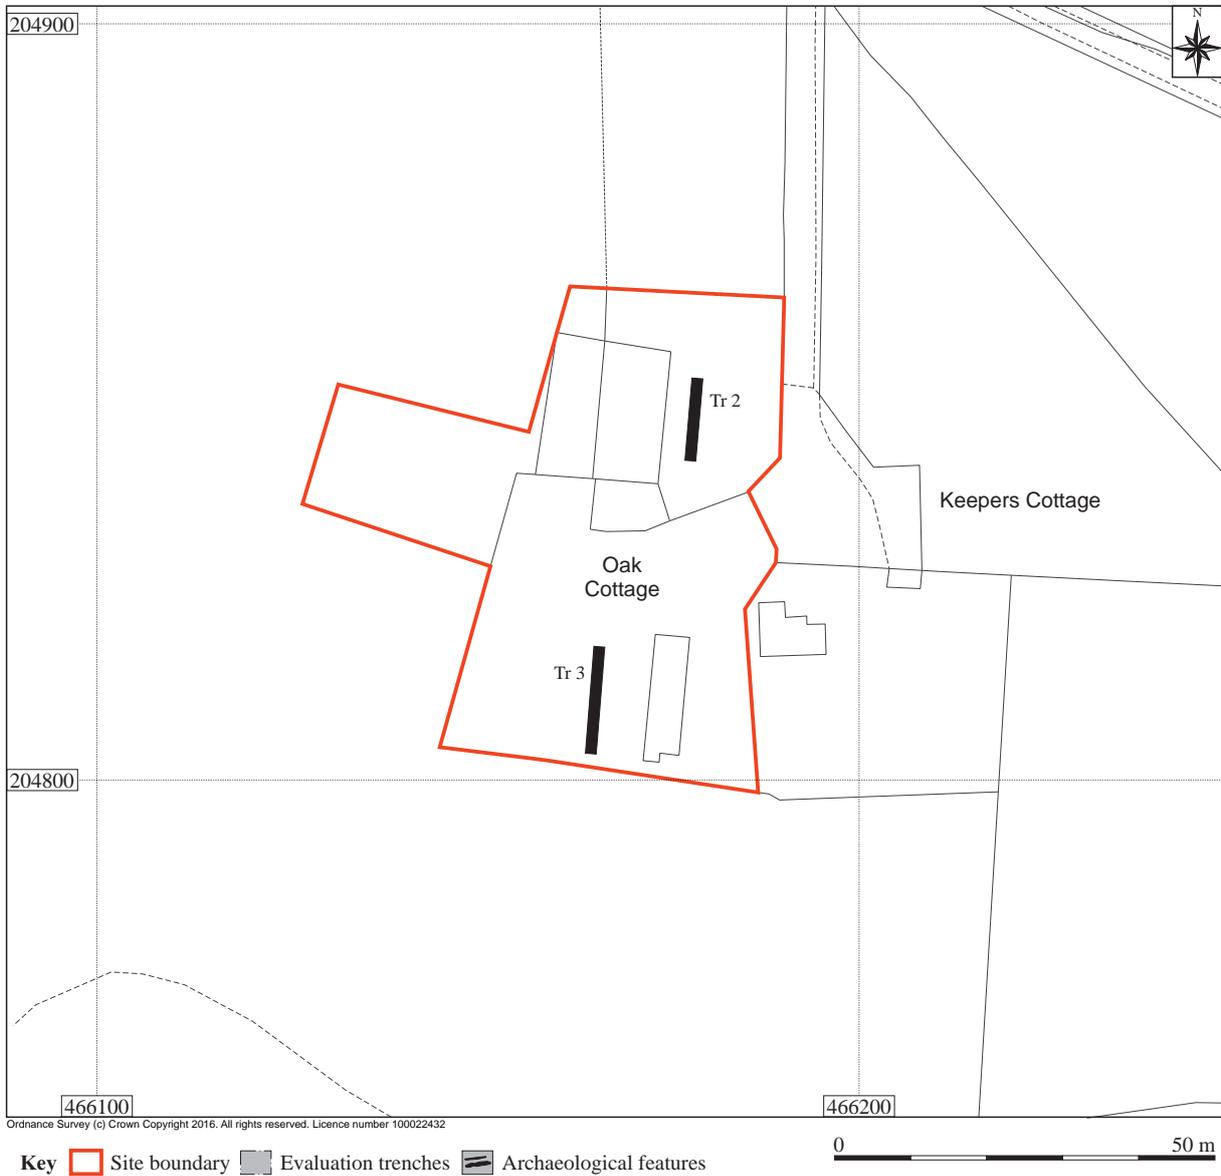 204900
N
Tr 2
Keepers Cottage
Oak
Cottage
Tr 3
204800
466100
466200
Ordnance Survey (c) Crown Copyright 2016. All rights reserved. Licence number 100022432
0 50 m
Key Site boundary Evaluation trenches Archaeological features